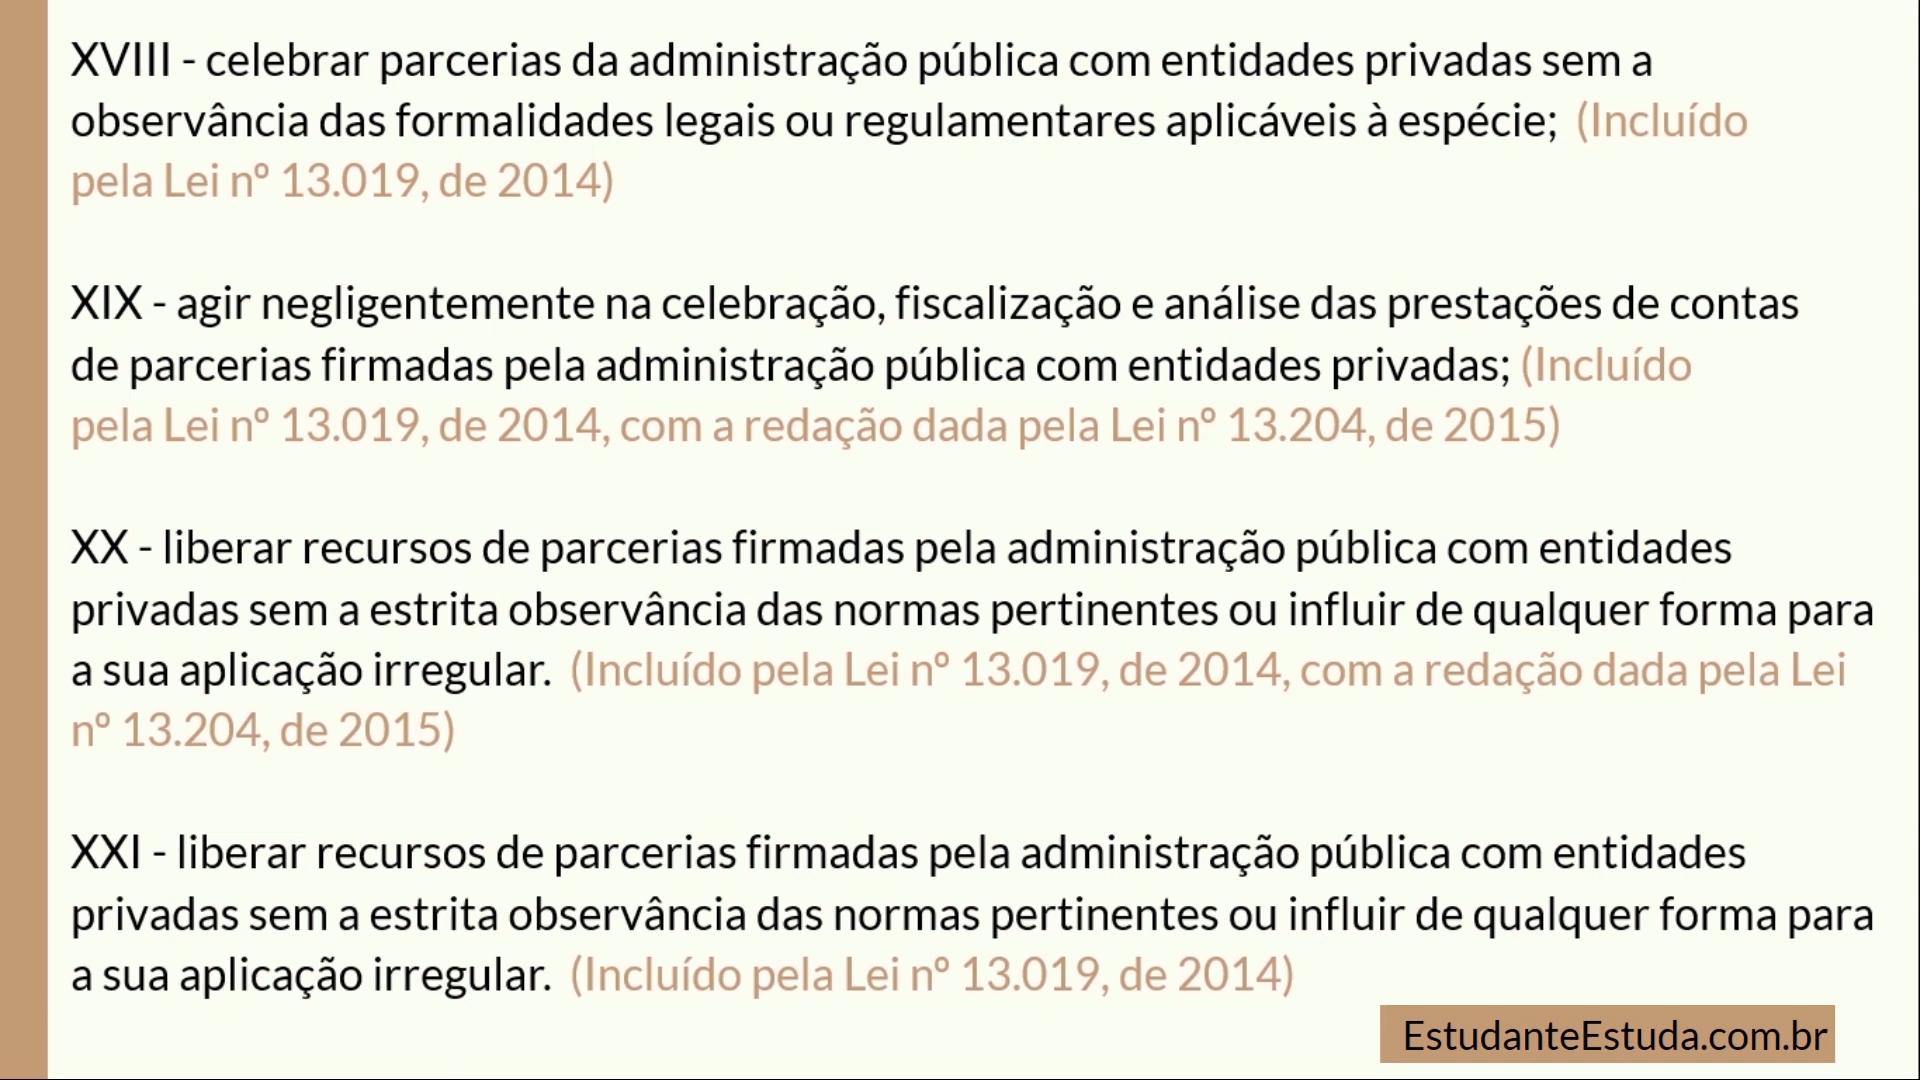 XVIII - celebrar parcerias da administração pública com entidades privadas sem a
observância das formalidades legais ou regulamentares aplicáveis à espécie;  (Incluído
pela Lei nº 13.019, de 2014)
XIX - agir negligentemente na celebração, fiscalização e análise das prestações de contas
de parcerias firmadas pela administração pública com entidades privadas; (Incluído
pela Lei nº 13.019, de 2014, com a redação dada pela Lei nº 13.204, de 2015)
XX - liberar recursos de parcerias firmadas pela administração pública com entidades
privadas sem a estrita observância das normas pertinentes ou influir de qualquer forma para
a sua aplicação irregular.  (Incluído pela Lei nº 13.019, de 2014, com a redação dada pela Lei
nº 13.204, de 2015)
XXI - liberar recursos de parcerias firmadas pela administração pública com entidades
privadas sem a estrita observância das normas pertinentes ou influir de qualquer forma para
a sua aplicação irregular.  (Incluído pela Lei nº 13.019, de 2014)
EstudanteEstuda.com.br